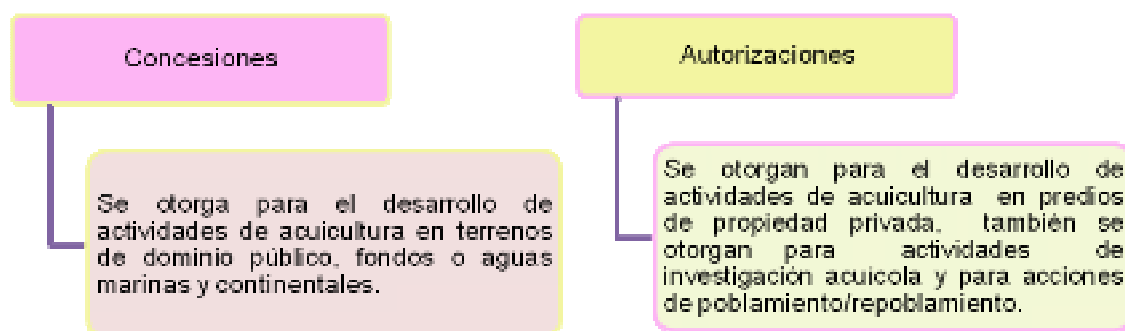 Concesiones
Se otorga para el desarrollo de
actividades de acuicultura en terrenos
de dominio público, fondos o aguas
marinas y continentales.
Autorizaciones
Se otorgan para el desarrollo de
actividades de acuicultura en predios
de propiedad privada, también se
otorgan para actividades de
investigación acuicola y para acciones
de poblamiento/repoblamiento.